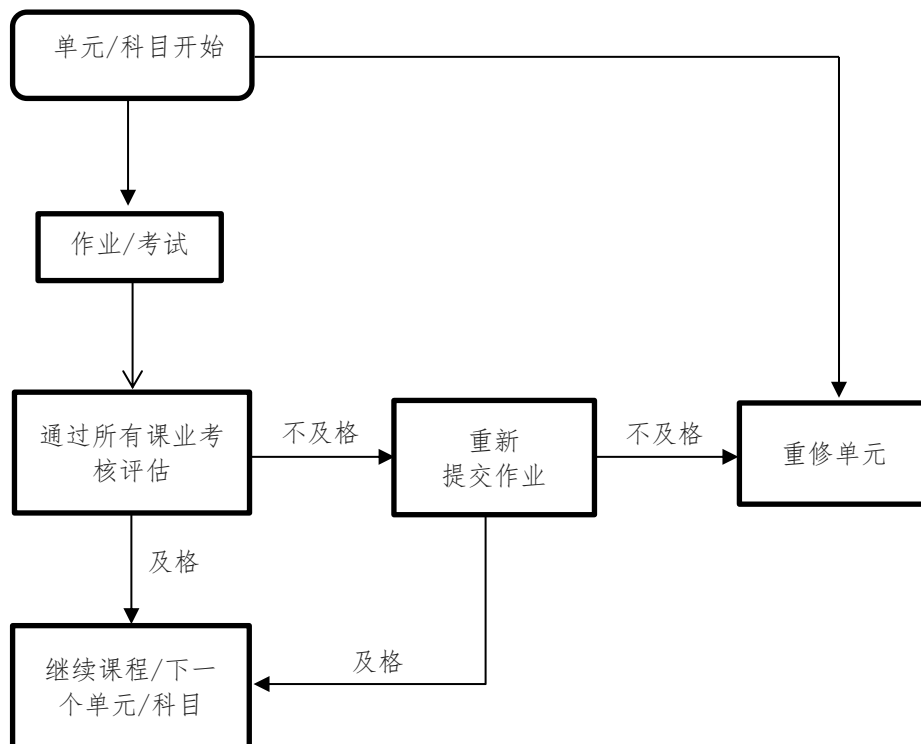 单元/科目开始
作业/考试
通过所有课业考
核评估
不及格
重新
提交作业
不及格
重修单元
及格
继续课程/下一
个单元/科目
及格